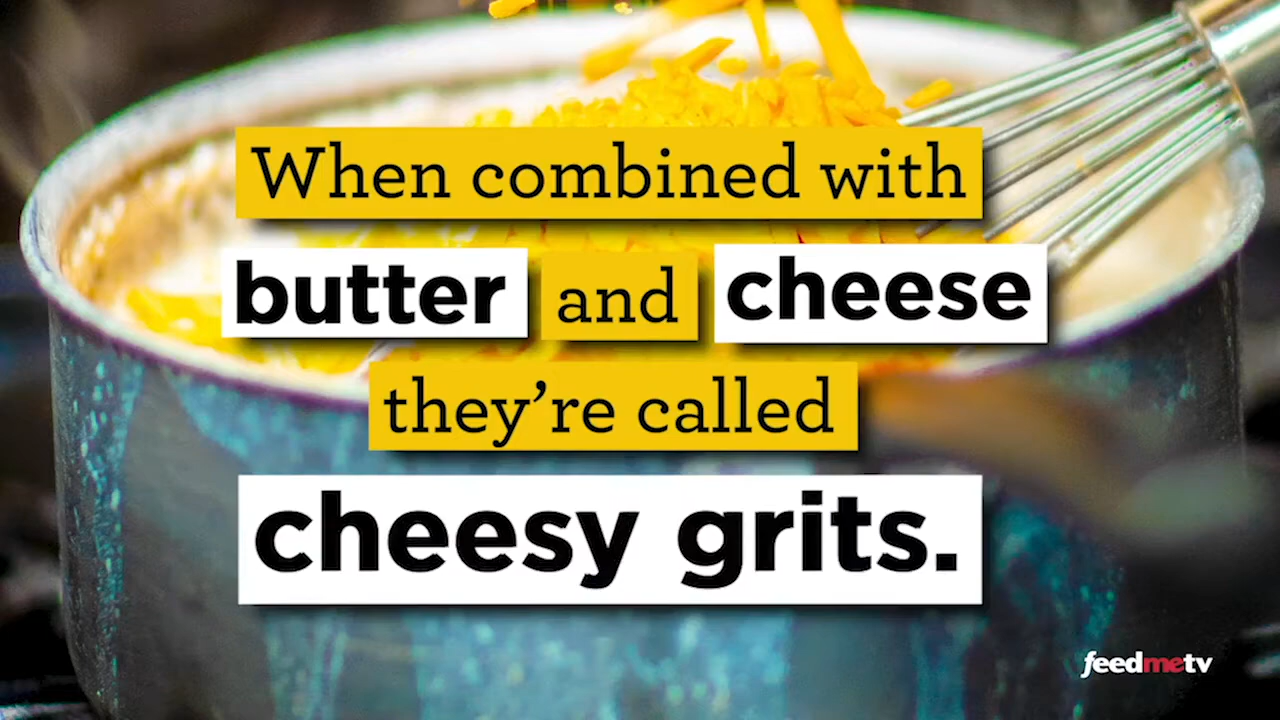 When combined with
butter and cheese
they’re called
cheesy grits.
feedmetv